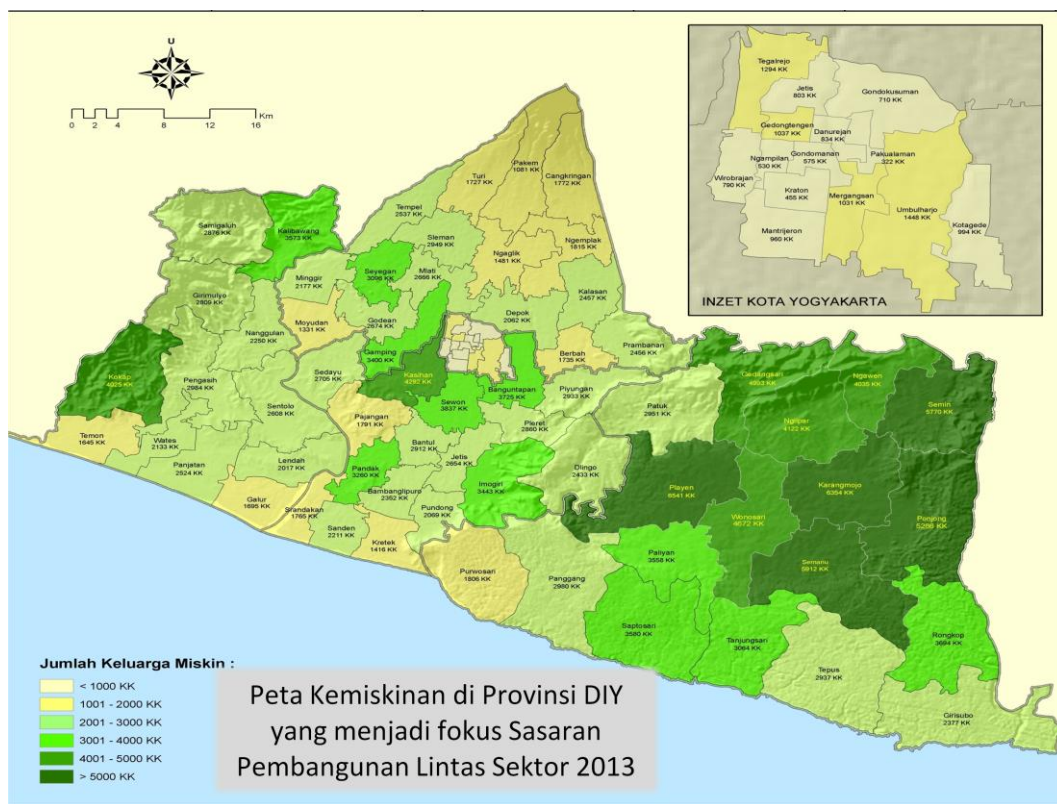 U
0 2 4 8 12 16
Km
Tegalrejo
1294 KK
Jetis
803 KK
Gondokusuman
710 KK
Gedongtengen
1037 KK
Danurejan
834 KK
Ngampilan
530 KK
Gondomanan
575 KK
Pakualaman
322 KK
Wirobrajan
790 KK
Kraton
455 KK
Mergangsan
1031 KK
Umbulharjo
1448 KK
Kotagede
994 KK
Mantrijeron
960 KK
INZET KOTA YOGYAKARTA
Pakem
1081 KK
Turi
1727 KK
Cangkringan
1772 KK
Tempel
2537 KK
Samigaluh
2876 KK
Kalibawang
3573 KK
Sleman
2949 KK
Ngemplak
1815 KK
Ngaglik
1481 KK
Seyegan
3098 KK
Mlati
2698 KK
Minggir
2177 KK
Kalasan
2457 KK
Girimulyo
2809 KK
Moyudan
1331 KK
Godean
2674 KK
Depok
2062 KK
Nanggulan
2250 KK
Gamping
3400 KK
Berbah
1735 KK
Prambanan
2456 KK
Kokap
4925 KK
Sedayu
2705 KK
Kasihan
4292 KK
Banguntapan
3729 KK
Piyungan
2933 KK
Gedangsari
Ngawen
Semin
5770 KK
Pengasih
2984 KK
Sewon
3837 KK
Patuk
2951 KK
Nglipar
4122 KK
Sentolo
2608 KK
Pajangan
1791 KK
Pleret
2860 KK
Temon
1645 KK
Wates
2133 KK
Bantul
2912 KK
Jetis
2654 KK
Dlingo
2433 KK
Playen
6541 KK
Karangmojo
6354 KK
Panjatan
2524 KK
Lendah
2017 KK
Pandak
3260 KK
Imogiri
3443 KK
Bambanglipuro
2352 KK
Galur
1695 KK
Srandakan
1765 KK
Pundong
2069 KK
Wonosari
4672 KK
Ponjong
Sanden
2211 KK
Kretek
1416 KK
Purwosari
1806 KK
Panggang
2980 KK
Paliyan
3558 KK
Semanu
5913 KK
Saptosari
3580 KK
Tanjungsari
3064 KK
Rongkop
3694 KK
Tepus
2937 KK
Girisubo
2377 KK
Jumlah Keluarga Miskin :
< 1000 KK
1001 - 2000 KK
2001 - 3000 KK
3001 - 4000 KK
4001 - 5000 KK
> 5000 KK
Peta Kemiskinan di Provinsi DIY
yang menjadi fokus Sasaran
Pembangunan Lintas Sektor 2013